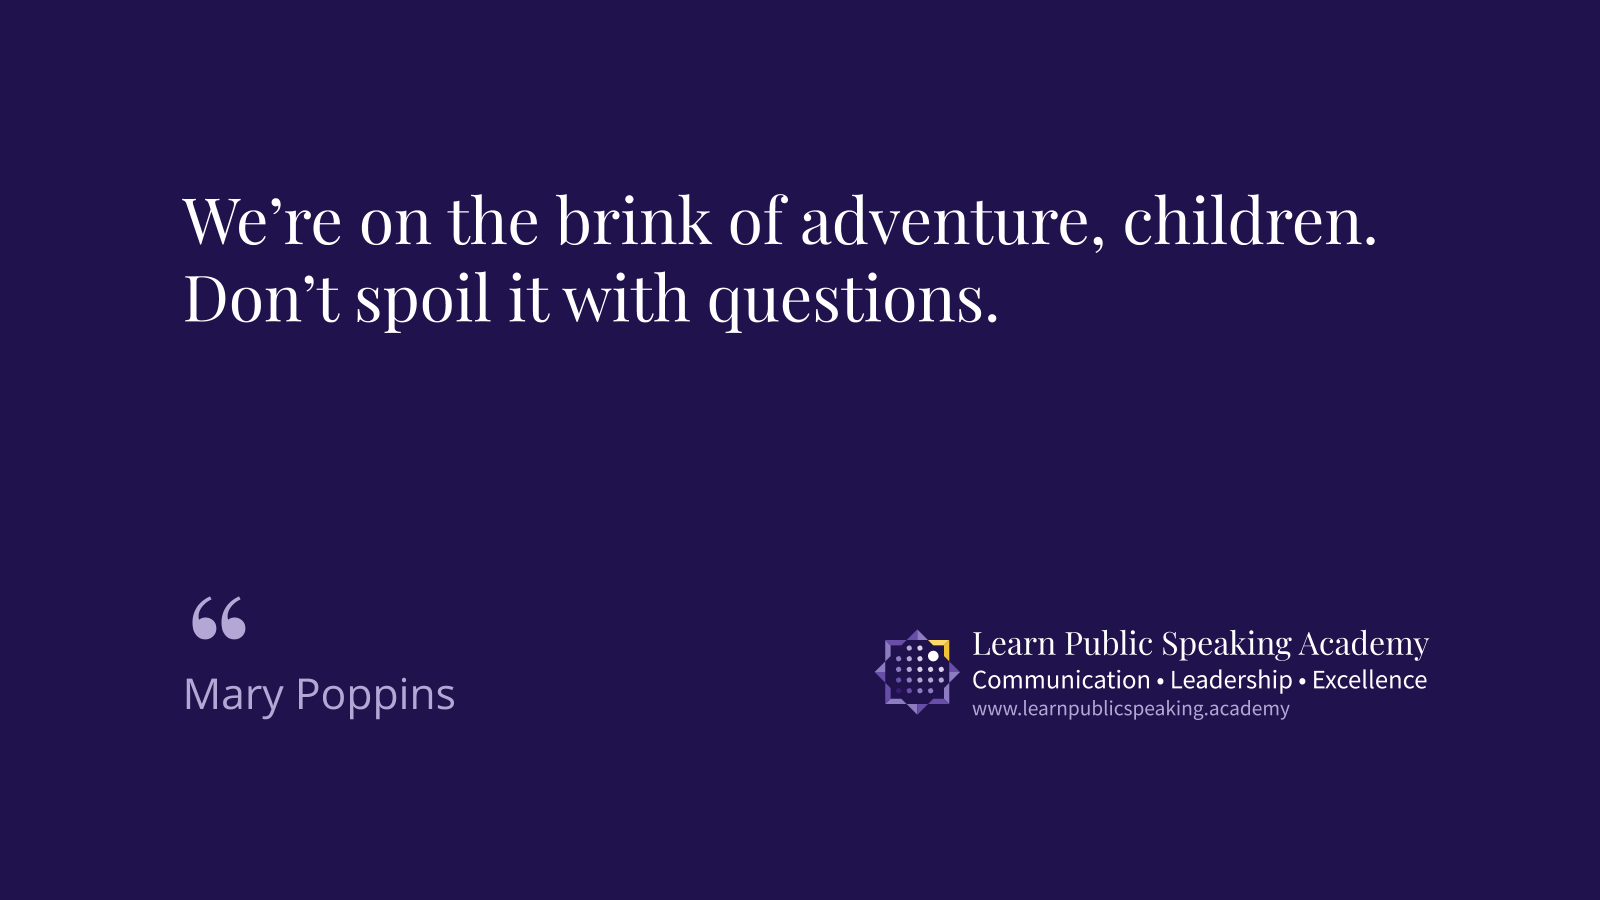 We’re on the brink of adventure, children.
Don’t spoil it with questions.
“
Mary Poppins
Learn Public Speaking Academy
Communication • Leadership • Excellence
www.learnpublicspeaking.academy